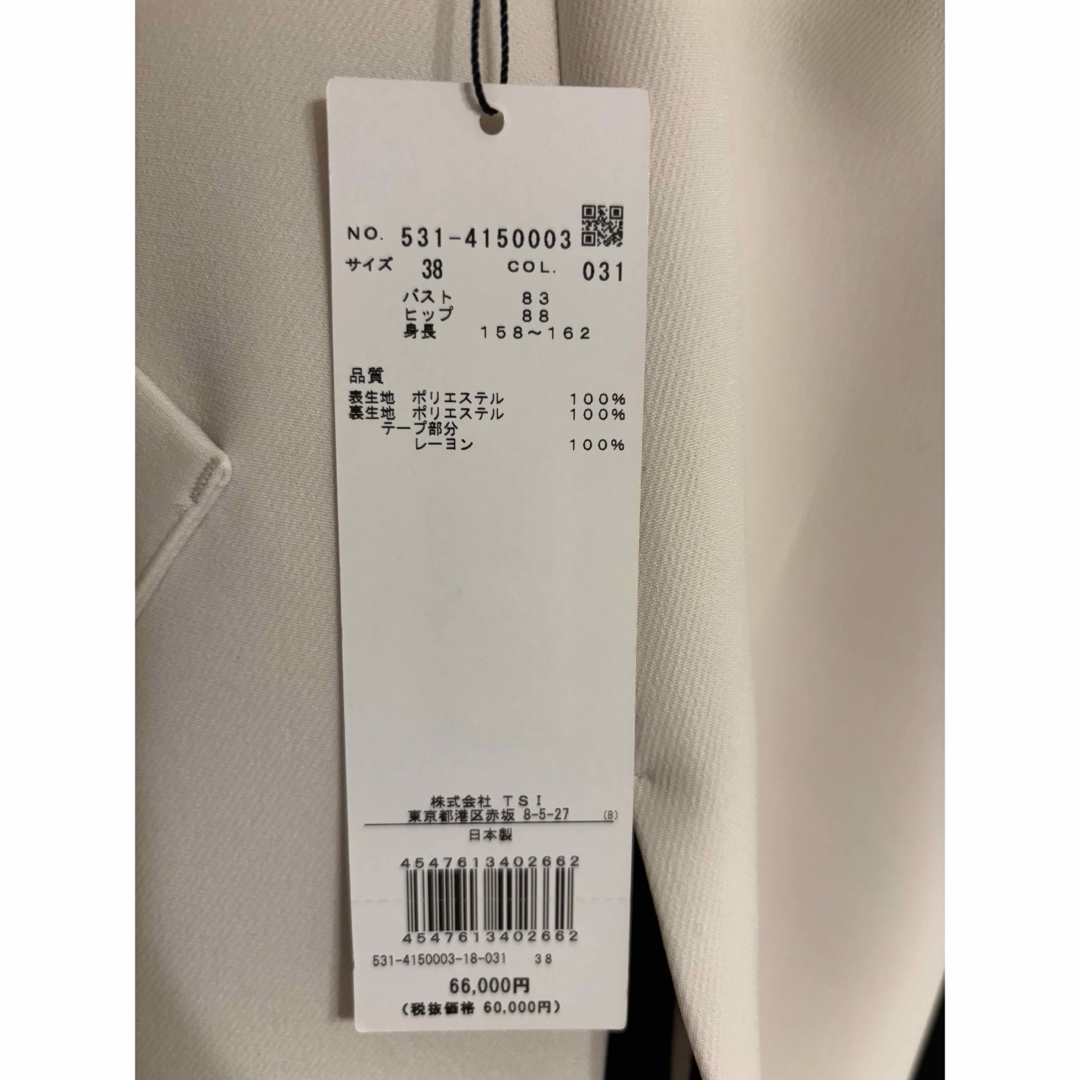 NO. 531-4150003
サイズ 38 COL. 031
バスト 83
ヒップ 88
身長 158〜162
品質
表生地 ポリエステル 100%
裏生地 ポリエステル 100%
テープ部分
レーヨン 100%
株式会社 TSI
東京都港区赤坂 8-5-27 (B)
日本製
4547613402662
4547613402662
531-4150003-18-031 38
66,000円
(税抜価格 60,000円)